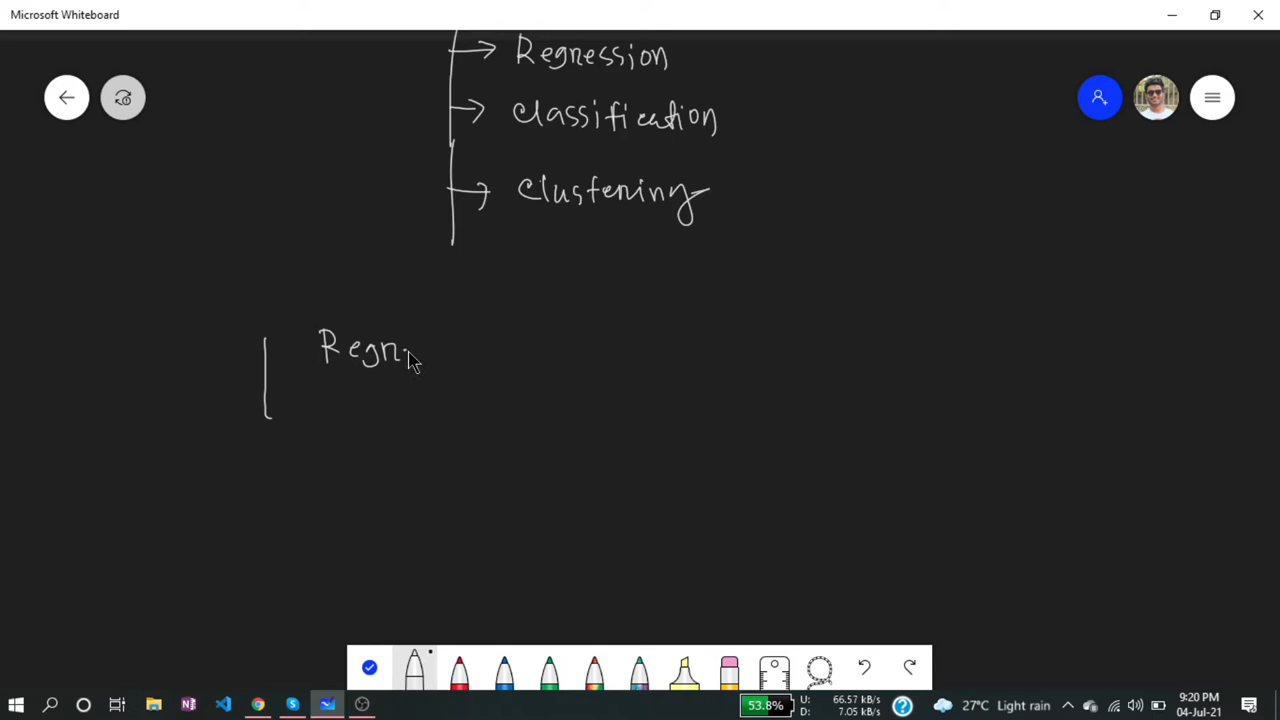 Microsoft Whiteboard
Regression
Classification
Clustering
Regr
53.8%
U: 66.57 kB/s
D: 7.05 kB/s
27°C Light rain
9:20 PM
04-Jul-21